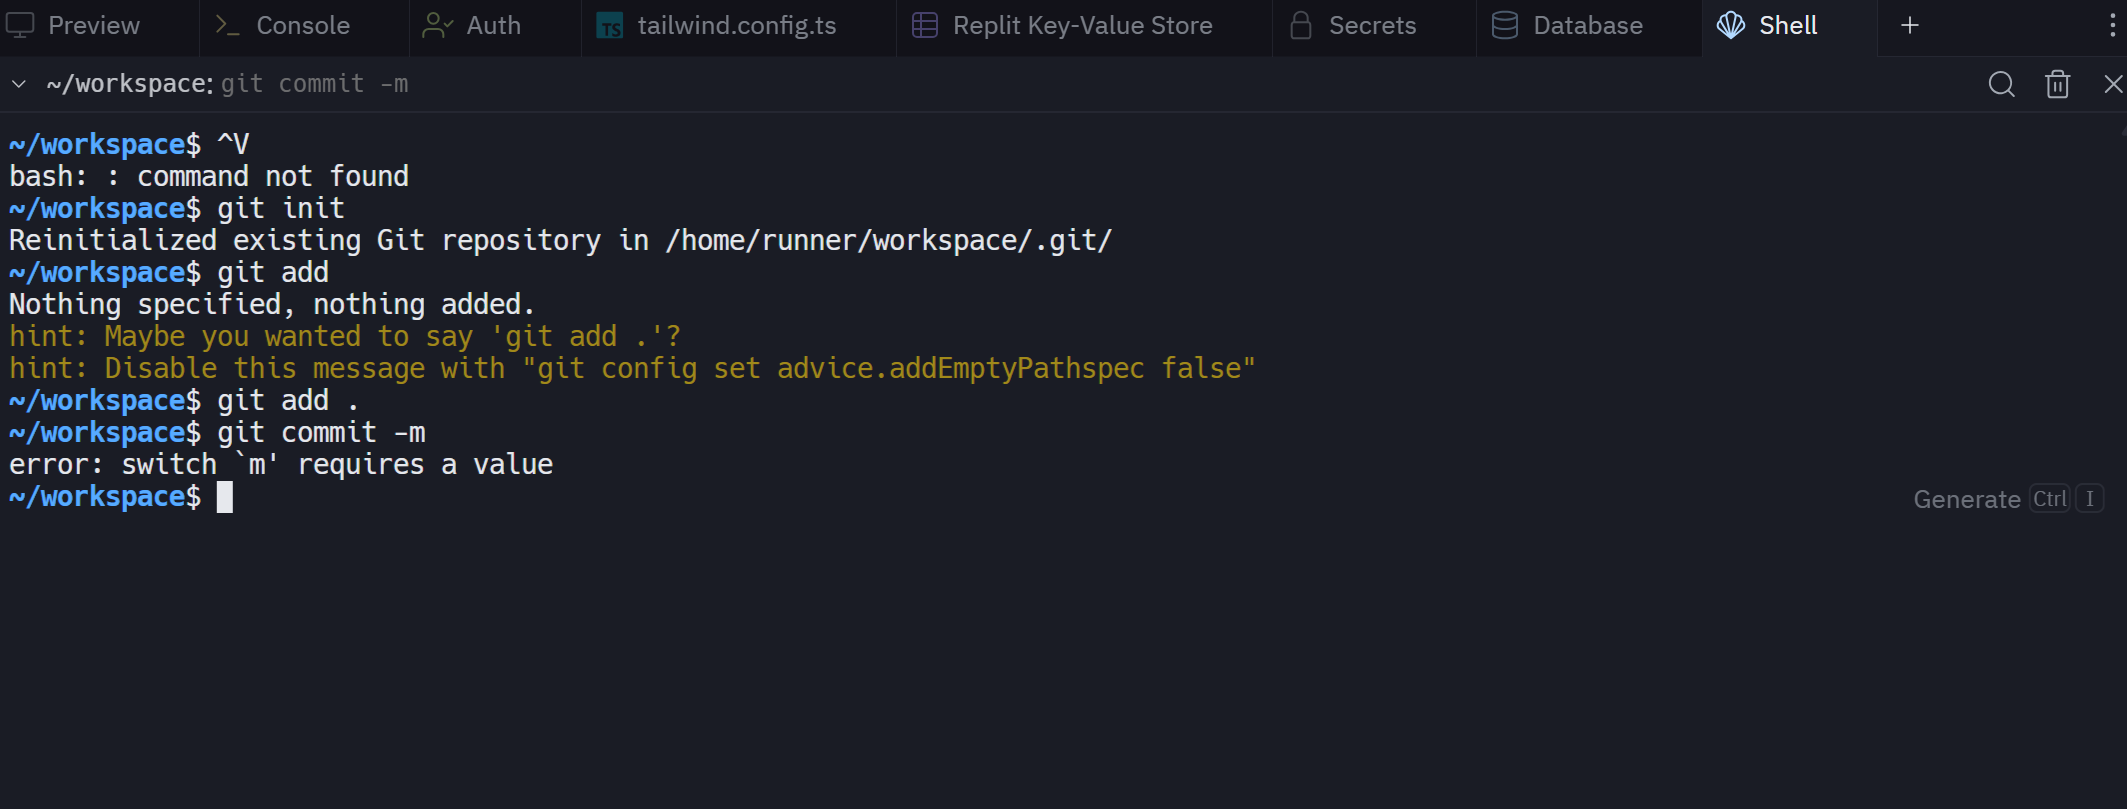 Preview
Console
Auth
TS tailwind.config.ts
Replit Key-Value Store
Secrets
Database
Shell
+
~/workspace: git commit -m
~/workspace$ ^V
bash: : command not found
~/workspace$ git init
Reinitialized existing Git repository in /home/runner/workspace/.git/
~/workspace$ git add
Nothing specified, nothing added.
hint: Maybe you wanted to say 'git add .'?
hint: Disable this message with "git config set advice.addEmptyPathspec false"
~/workspace$ git add .
~/workspace$ git commit -m
error: switch `m' requires a value
~/workspace$
Generate Ctrl I